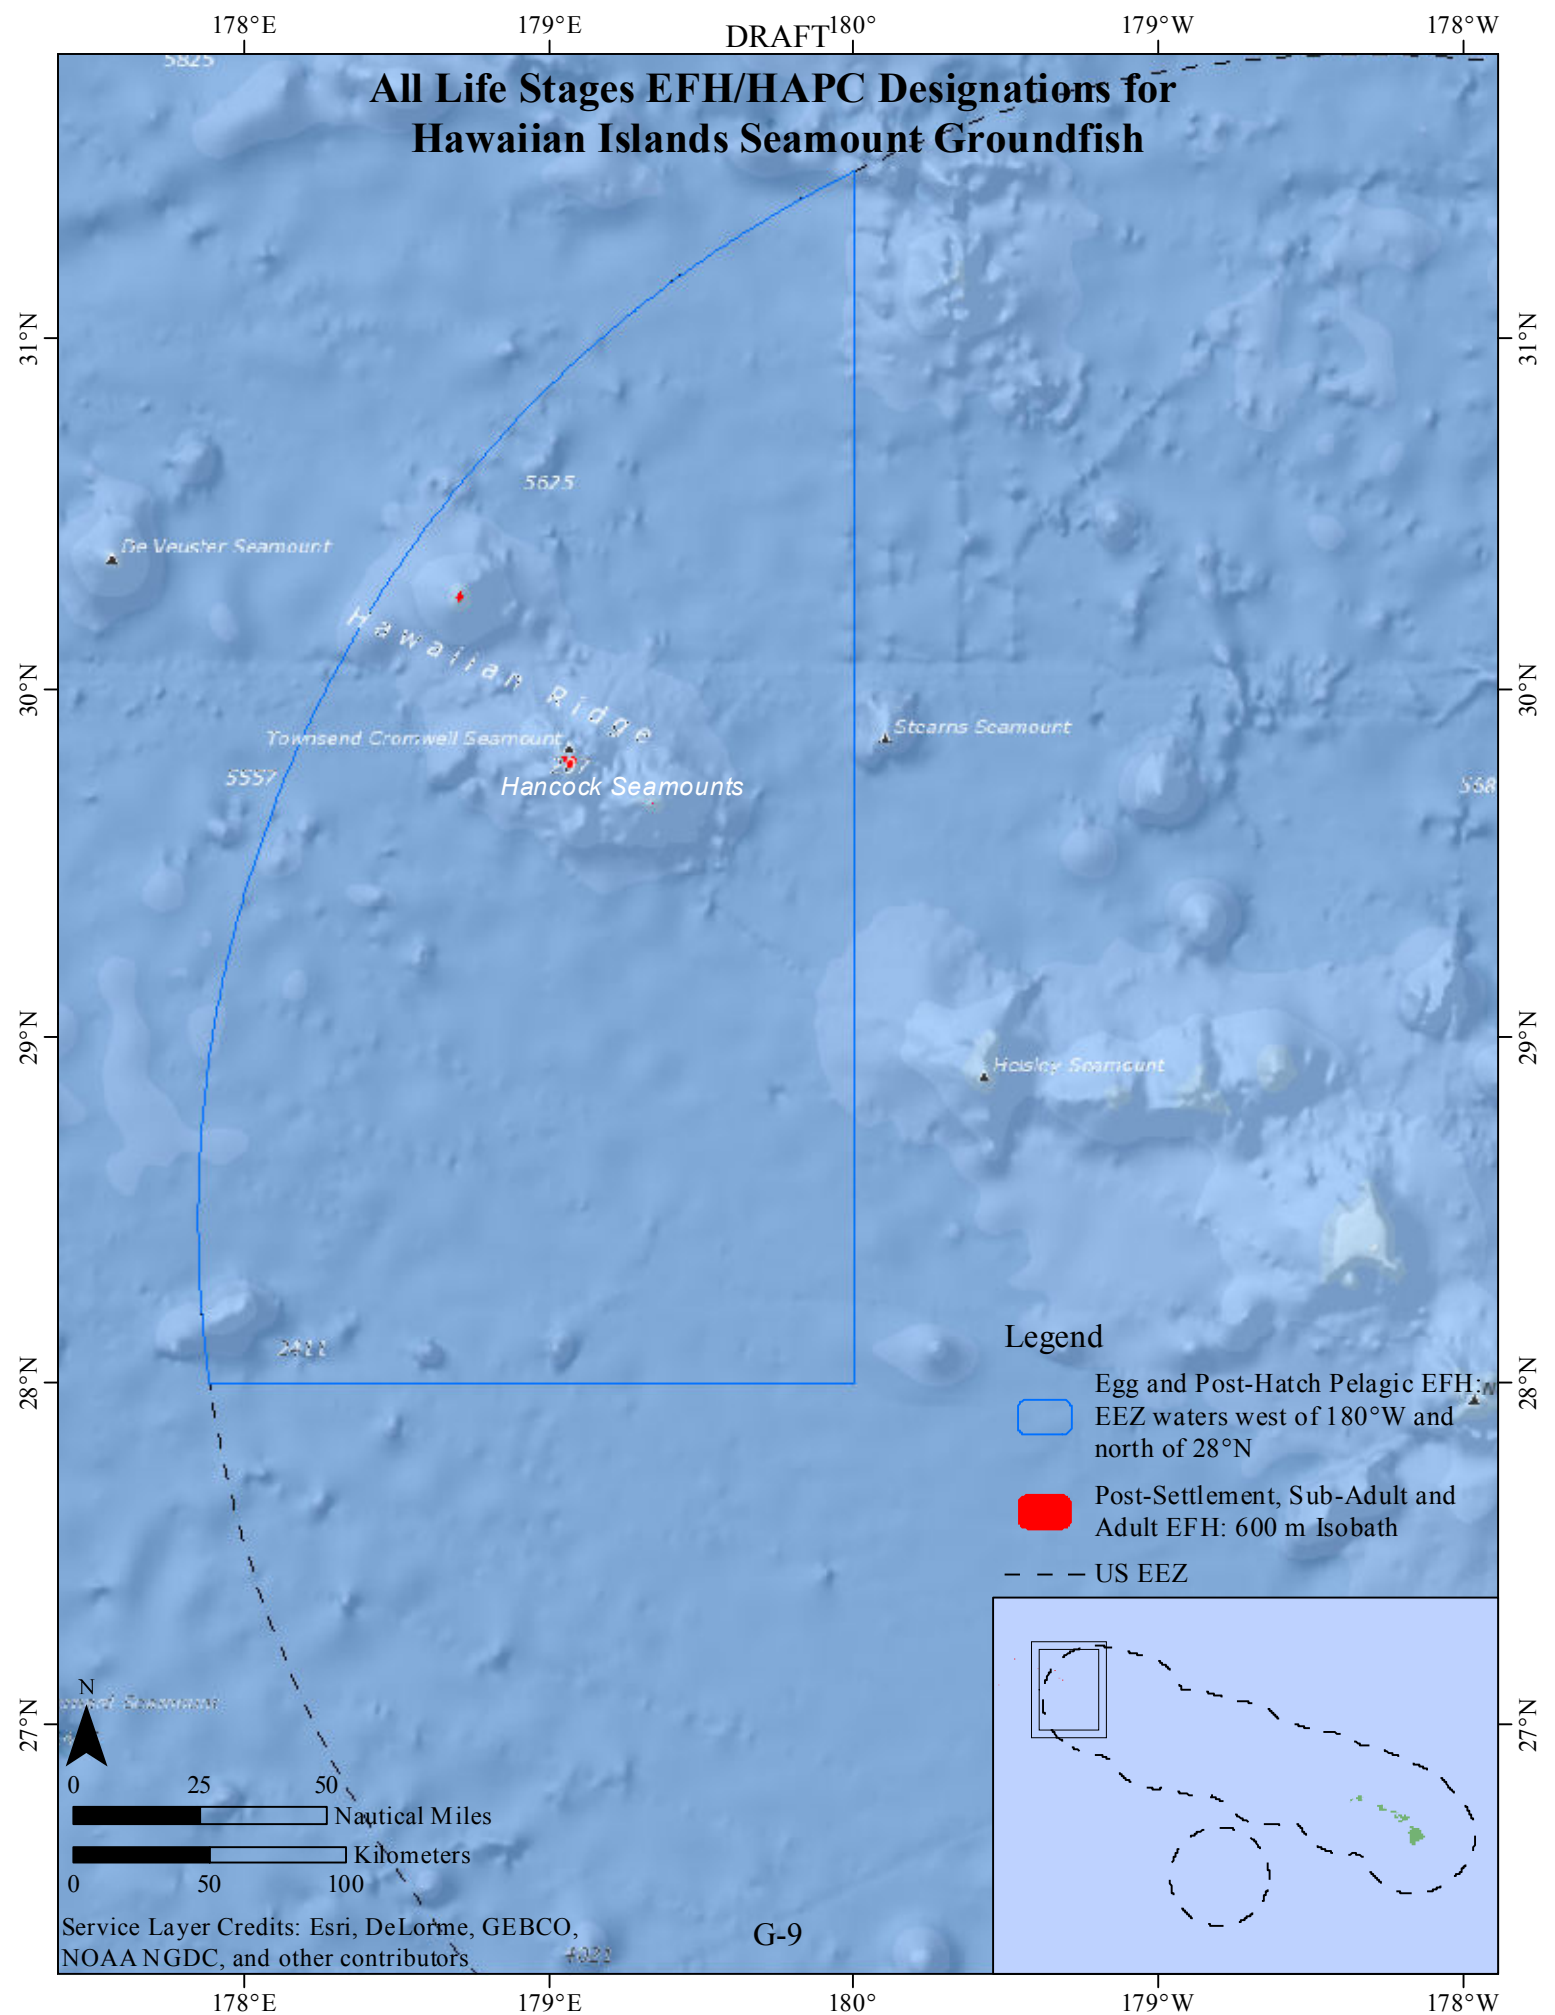 178°E 179°E 180° 179°W 178°W
DRAFT
5825
All Life Stages EFH/HAPC Designations for
Hawaiian Islands Seamount Groundfish
31°N
31°N
5625
De Veuster Seamount
Hawaiian Ridge
30°N
30°N
Stearns Seamount
Townsend Cromwell Seamount
5557
Hancock Seamounts
568
29°N
29°N
Helsley Seamount
2411
28°N
28°N
Legend
Egg and Post-Hatch Pelagic EFH:
EEZ waters west of 180°W and
north of 28°N
Post-Settlement, Sub-Adult and
Adult EFH: 600 m Isobath
US EEZ
N
Seamount
27°N
27°N
0 25 50
Nautical Miles
Kilometers
0 50 100
Service Layer Credits: Esri, DeLorme, GEBCO,
NOAA NGDC, and other contributors
G-9
4021
178°E 179°E 180° 179°W 178°W